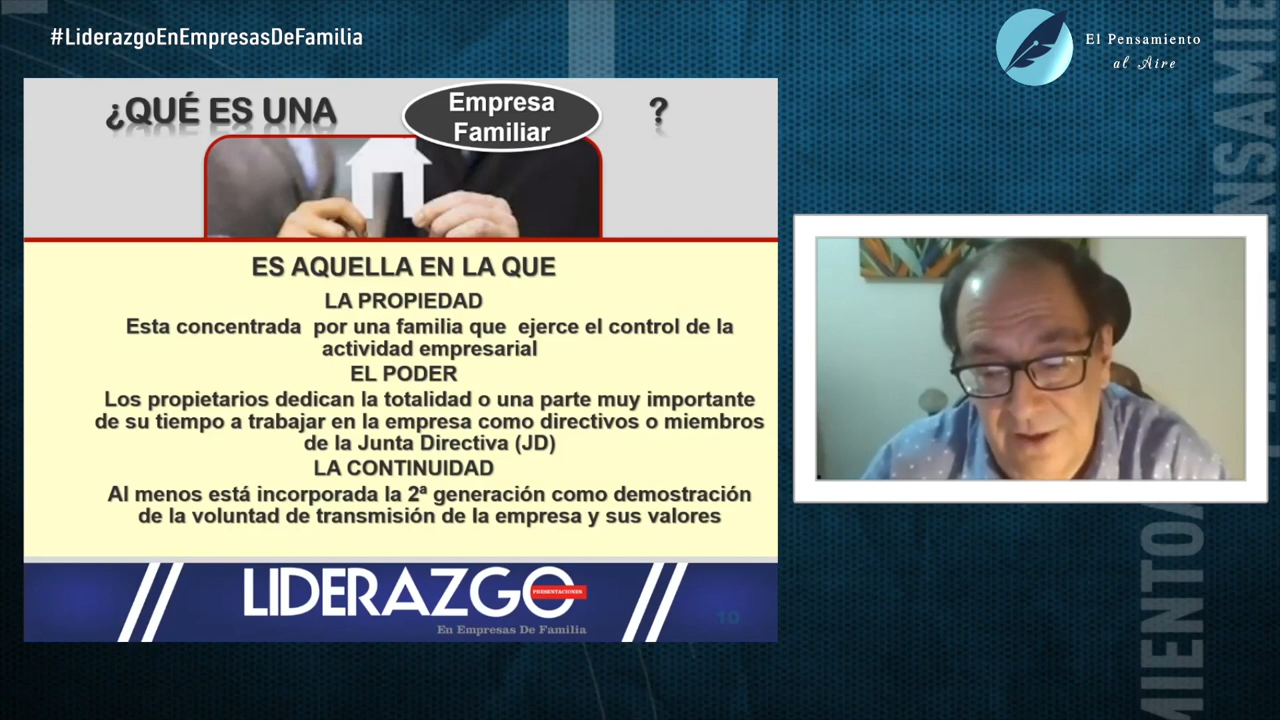 #LiderazgoEnEmpresasDeFamilia
El Pensamiento
al Aire
¿QUÉ ES UNA
Empresa
Familiar
?
ES AQUELLA EN LA QUE
LA PROPIEDAD
Esta concentrada por una familia que ejerce el control de la
actividad empresarial
EL PODER
Los propietarios dedican la totalidad o una parte muy importante
de su tiempo a trabajar en la empresa como directivos o miembros
de la Junta Directiva (JD)
LA CONTINUIDAD
Al menos está incorporada la 2ª generación como demostración
de la voluntad de transmisión de la empresa y sus valores
LIDERAZGO
PRESENTACIONES
En Empresas De Familia
10